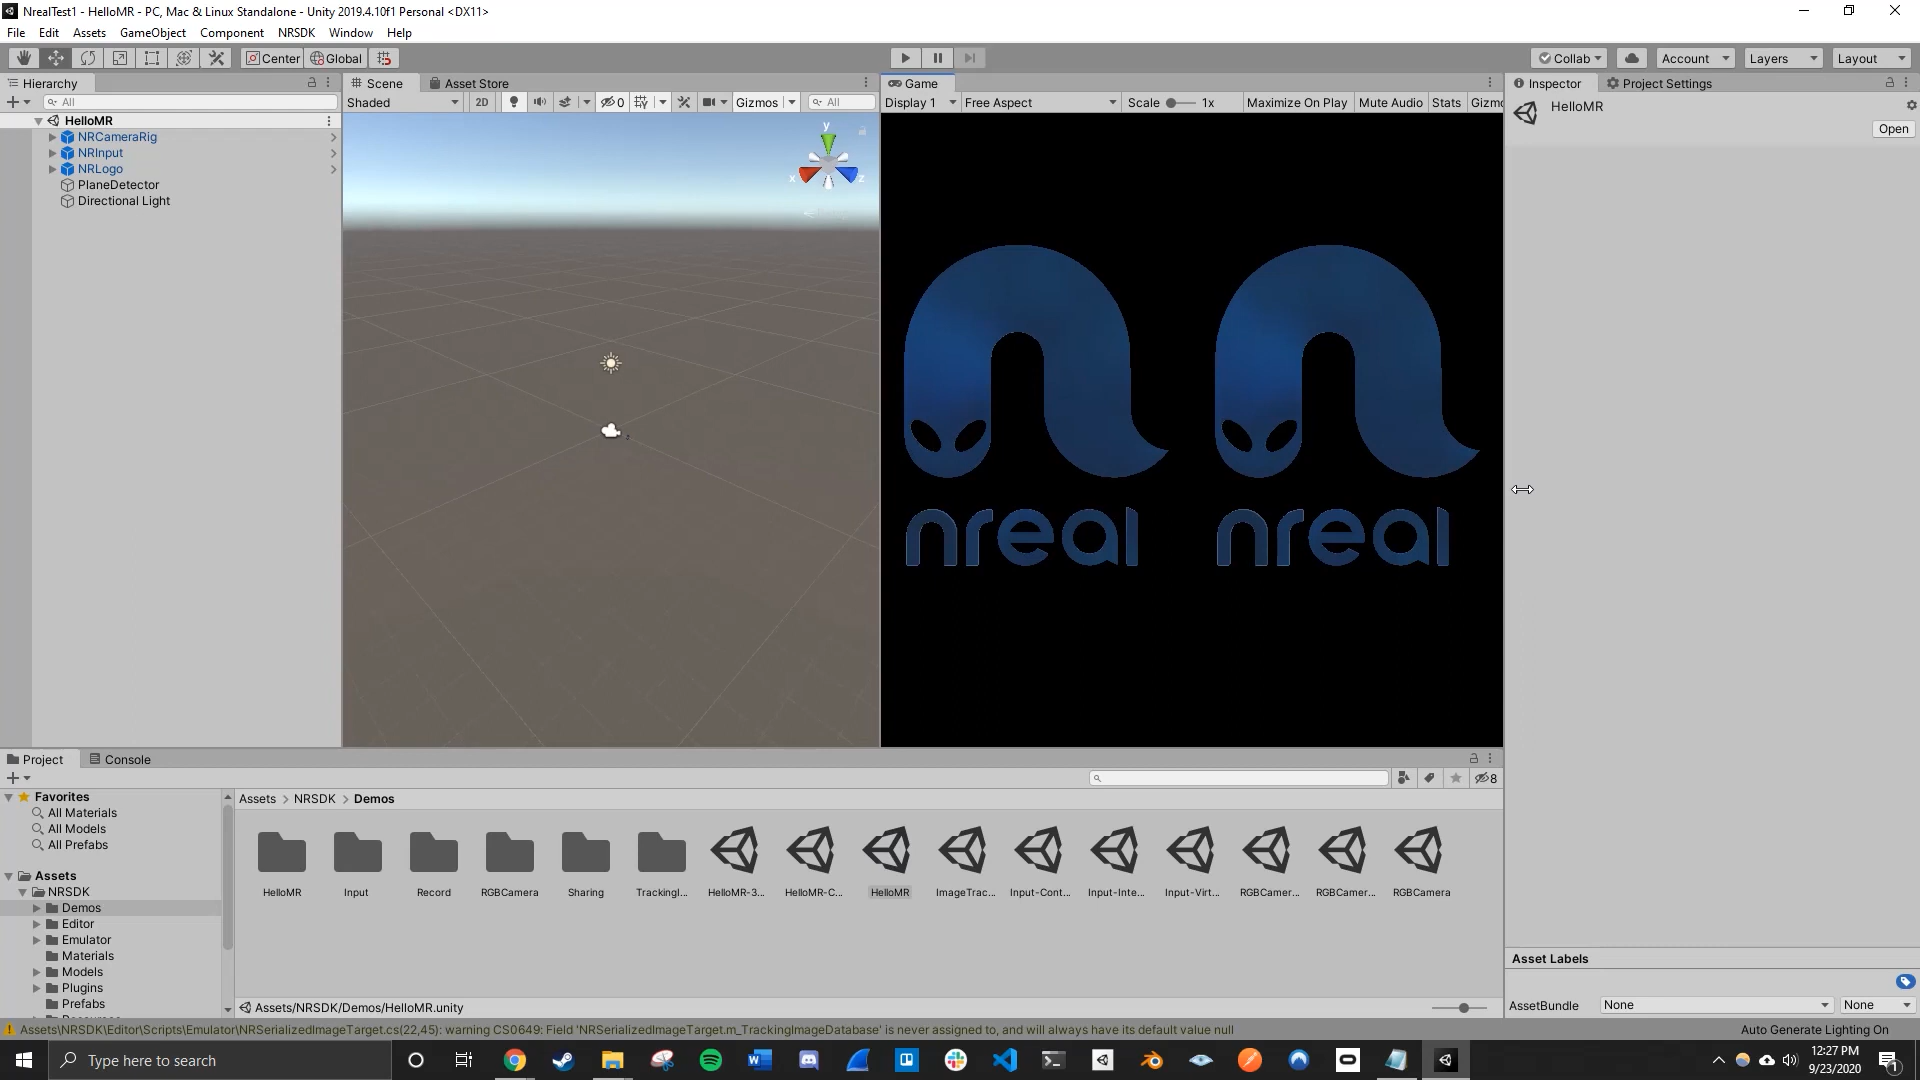 NrealTest1 - HelloMR - PC, Mac & Linux Standalone - Unity 2019.4.10f1 Personal <DX11>
File Edit Assets GameObject Component NRSDK Window Help
Center Global Collab Account Layers Layout
Hierarchy
All
HelloMR
NRCameraRig
NRInput
NRLogo
PlaneDetector
Directional Light
Scene Asset Store
Shaded 2D 0 Gizmos All
y
x z
Game
Display 1 Free Aspect Scale 1x Maximize On Play Mute Audio Stats Gizmo
nreal nreal
Inspector Project Settings
HelloMR
Open
Project Console
8
Favorites
All Materials
All Models
All Prefabs
Assets
NRSDK
Demos
Editor
Emulator
Materials
Models
Plugins
Prefabs
Assets > NRSDK > Demos
HelloMR Input Record RGBCamera Sharing TrackingI... HelloMR-3... HelloMR-C... HelloMR ImageTrac... Input-Cont... Input-Inte... Input-Virt... RGBCamer... RGBCamer... RGBCamera
Assets/NRSDK/Demos/HelloMR.unity
Asset Labels
AssetBundle None None
Assets\NRSDK\Editor\Scripts\Emulator\NRSerializedImageTarget.cs(22,45): warning CS0649: Field 'NRSerializedImageTarget.m_TrackingImageDatabase' is never assigned to, and will always have its default value null
Auto Generate Lighting On
Type here to search
12:27 PM
9/23/2020
1